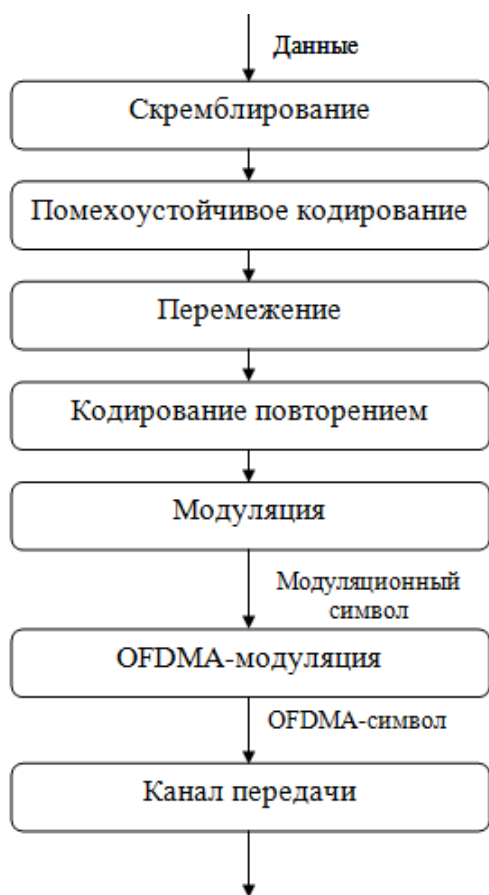 Данные
Скремблирование
Помехоустойчивое кодирование
Перемежение
Кодирование повторением
Модуляция
Модуляционный
символ
OFDMA-модуляция
OFDMA-символ
Канал передачи